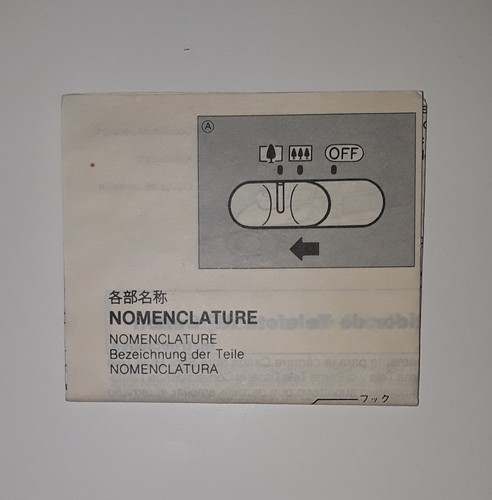 A
OFF
各部名称
NOMENCLATURE
NOMENCLATURE
Bezeichnung der Teile
NOMENCLATURA
フック